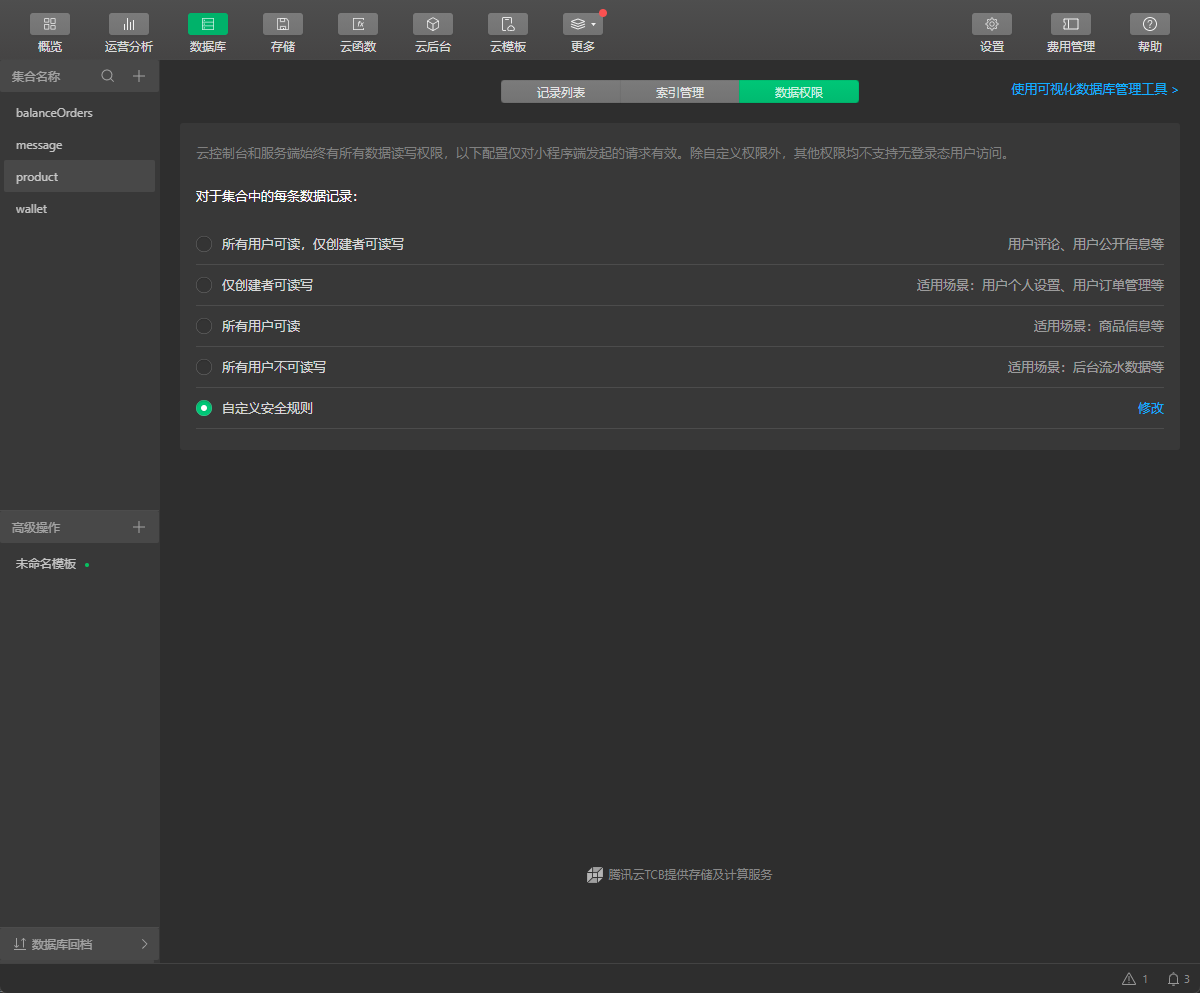 概览
运营分析
数据库
存储
云函数
云后台
云模板
更多
设置
费用管理
帮助
集合名称
balanceOrders
message
product
wallet
高级操作
未命名模板
数据库回档
记录列表
索引管理
数据权限
使用可视化数据库管理工具 >
云控制台和服务端始终有所有数据读写权限，以下配置仅对小程序端发起的请求有效。除自定义权限外，其他权限均不支持无登录态用户访问。
对于集合中的每条数据记录：
所有用户可读，仅创建者可读写
用户评论、用户公开信息等
仅创建者可读写
适用场景：用户个人设置、用户订单管理等
所有用户可读
适用场景：商品信息等
所有用户不可读写
适用场景：后台流水数据等
自定义安全规则
修改
腾讯云TCB提供存储及计算服务
1
3